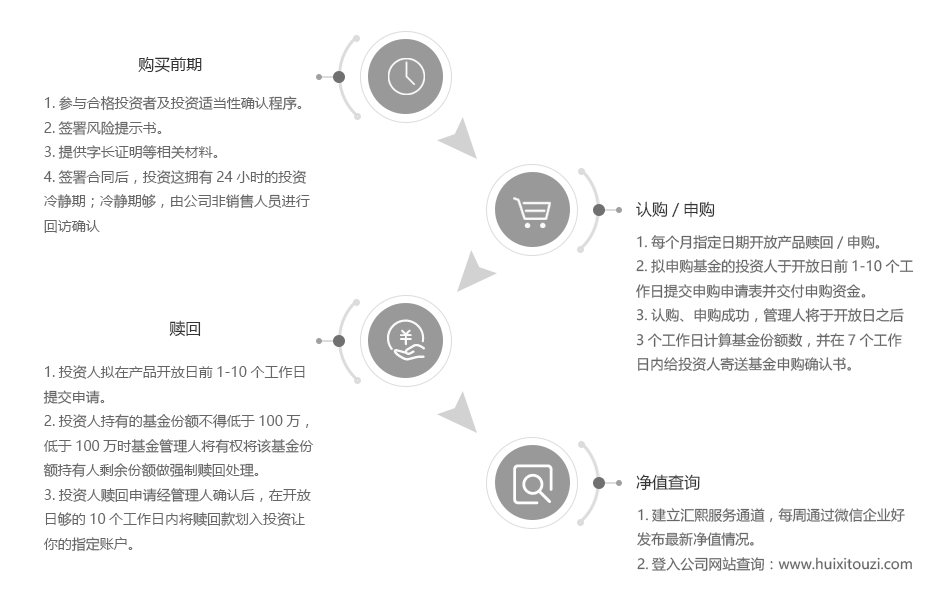 购买前期
1. 参与合格投资者及投资适当性确认程序。
2. 签署风险提示书。
3. 提供字长证明等相关材料。
4. 签署合同后，投资这拥有 24 小时的投资
冷静期；冷静期够，由公司非销售人员进行
回访确认
认购 / 申购
1. 每个月指定日期开放产品赎回 / 申购。
2. 拟申购基金的投资人于开放日前 1-10 个工
作日提交申购申请表并交付申购资金。
3. 认购、申购成功，管理人将于开放日之后
3 个工作日计算基金份额数，并在 7 个工作
日内给投资人寄送基金申购确认书。
赎回
1. 投资人拟在产品开放日前 1-10 个工作日
提交申请。
2. 投资人持有的基金份额不得低于 100 万，
低于 100 万时基金管理人将有权将该基金份
额持有人剩余份额做强制赎回处理。
3. 投资人赎回申请经管理人确认后，在开放
日够的 10 个工作日内将赎回款划入投资让
你的指定账户。
净值查询
1. 建立汇熙服务通道，每周通过微信企业好
发布最新净值情况。
2. 登入公司网站查询：www.huixitouzi.com